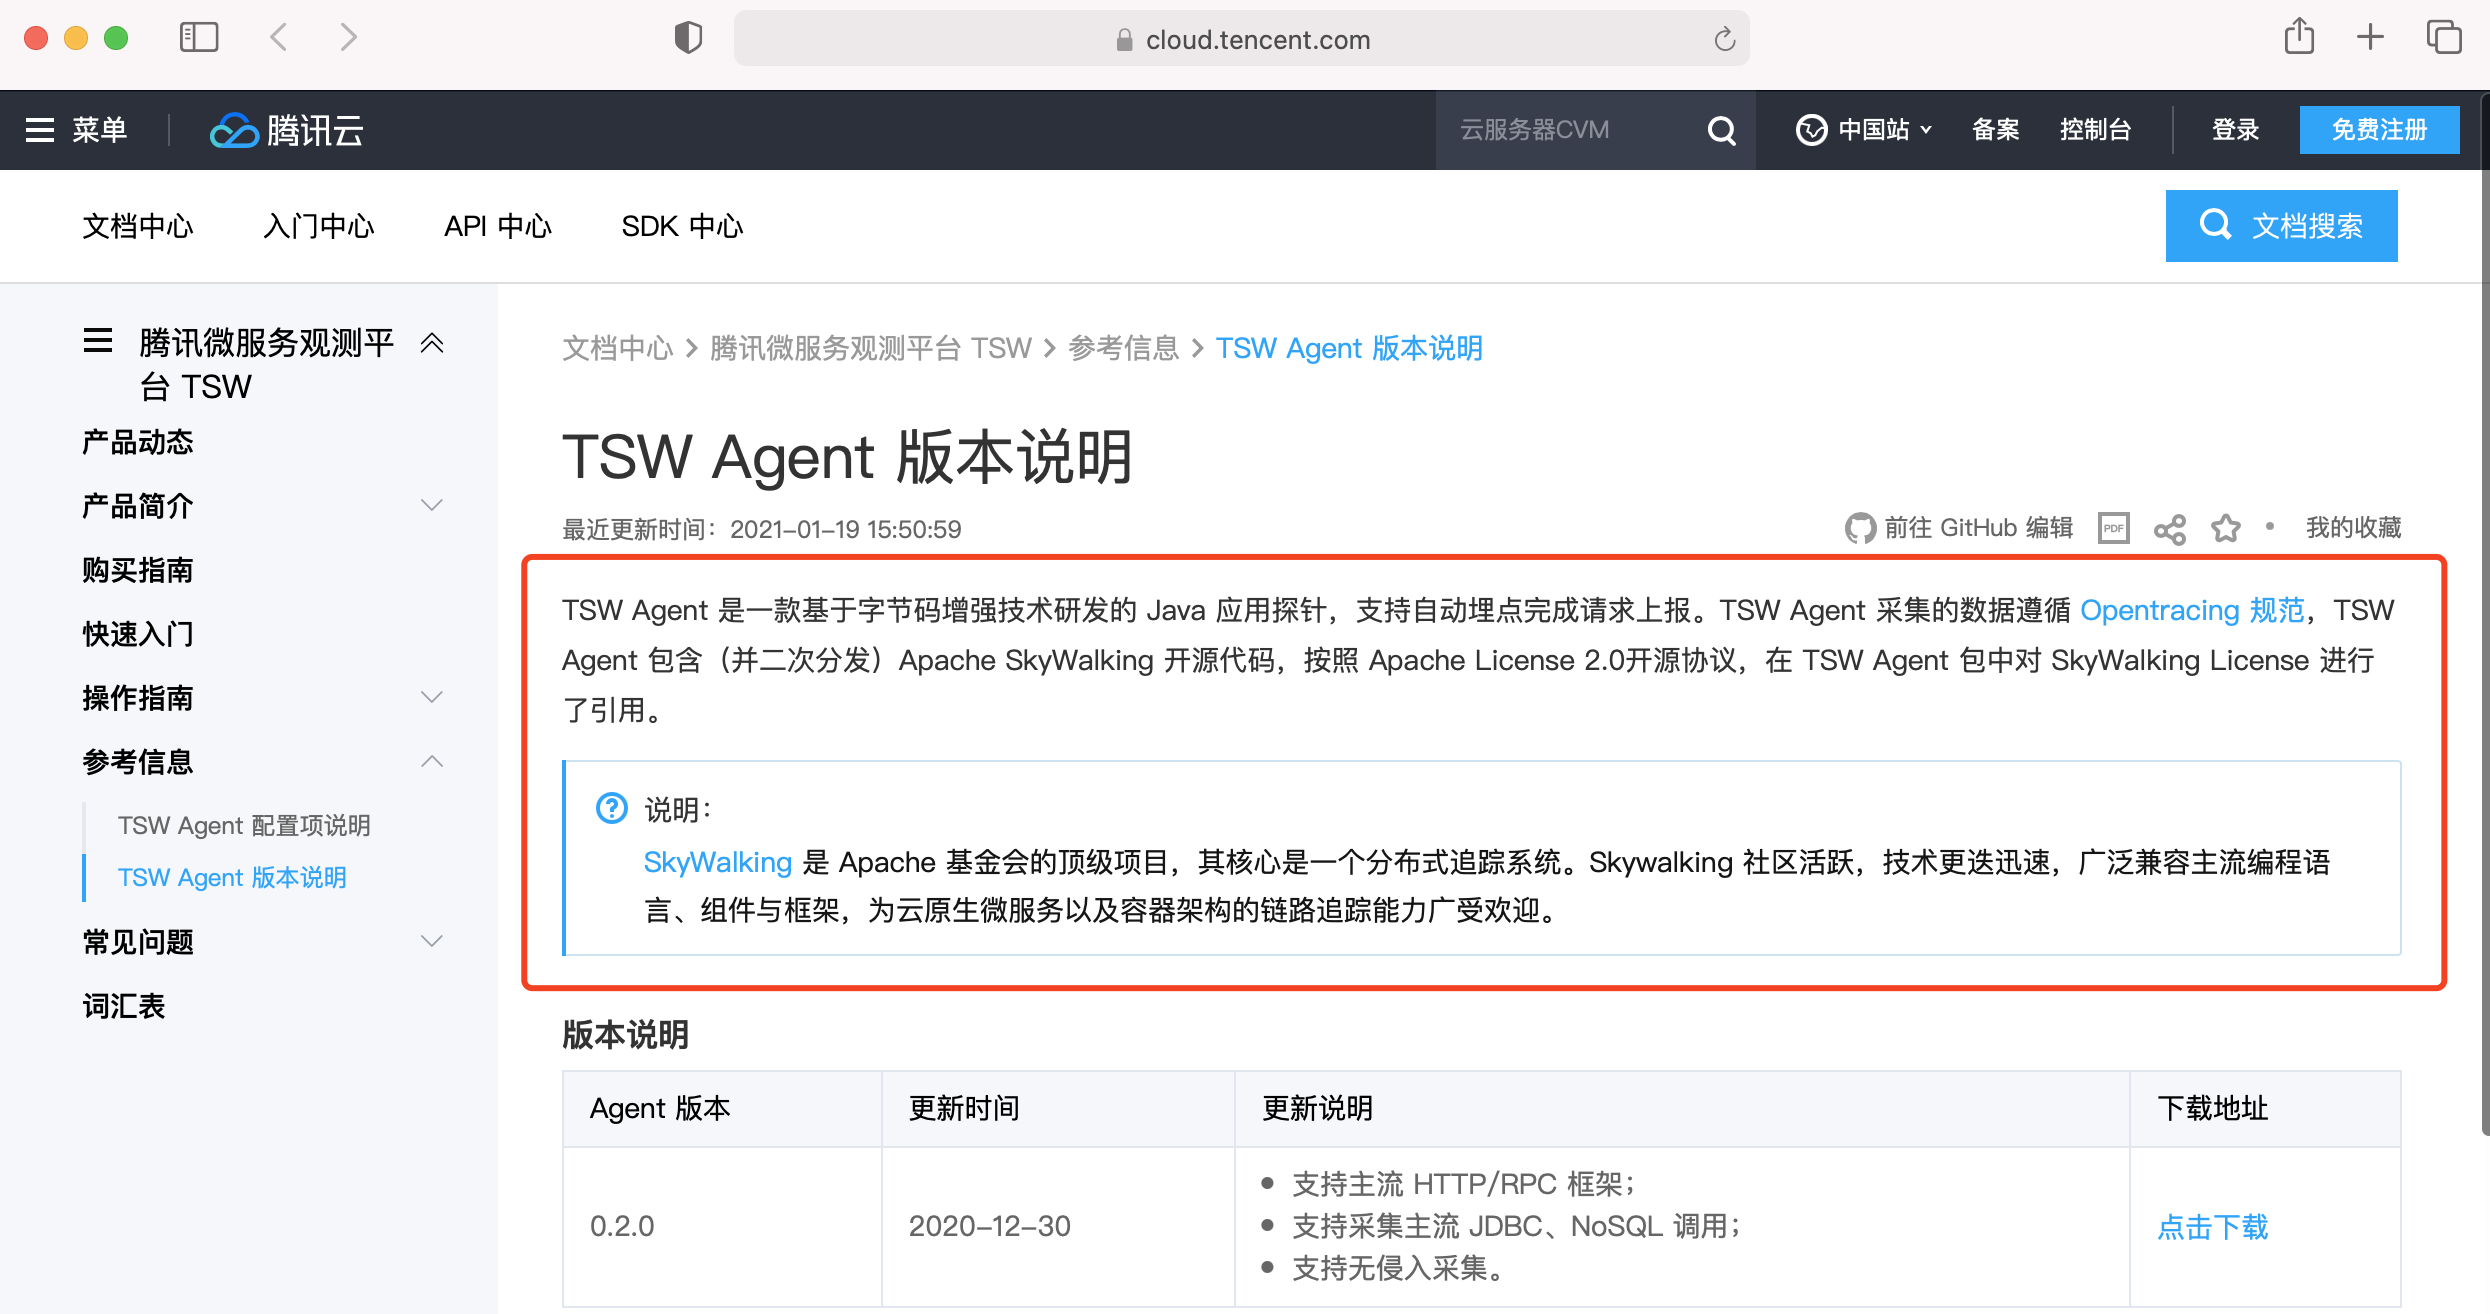 cloud.tencent.com
菜单
腾讯云
云服务器CVM
中国站
备案
控制台
登录
免费注册
文档中心
入门中心
API 中心
SDK 中心
文档搜索
腾讯微服务观测平
台 TSW
产品动态
产品简介
购买指南
快速入门
操作指南
参考信息
TSW Agent 配置项说明
TSW Agent 版本说明
常见问题
词汇表
文档中心 > 腾讯微服务观测平台 TSW > 参考信息 > TSW Agent 版本说明
TSW Agent 版本说明
最近更新时间：2021-01-19 15:50:59
前往 GitHub 编辑
PDF
我的收藏
TSW Agent 是一款基于字节码增强技术研发的 Java 应用探针，支持自动埋点完成请求上报。TSW Agent 采集的数据遵循 Opentracing 规范，TSW
Agent 包含（并二次分发）Apache SkyWalking 开源代码，按照 Apache License 2.0开源协议，在 TSW Agent 包中对 SkyWalking License 进行
了引用。
说明：
SkyWalking 是 Apache 基金会的顶级项目，其核心是一个分布式追踪系统。Skywalking 社区活跃，技术更迭迅速，广泛兼容主流编程语
言、组件与框架，为云原生微服务以及容器架构的链路追踪能力广受欢迎。
版本说明
Agent 版本
更新时间
更新说明
下载地址
0.2.0
2020-12-30
• 支持主流 HTTP/RPC 框架；
• 支持采集主流 JDBC、NoSQL 调用；
• 支持无侵入采集。
点击下载